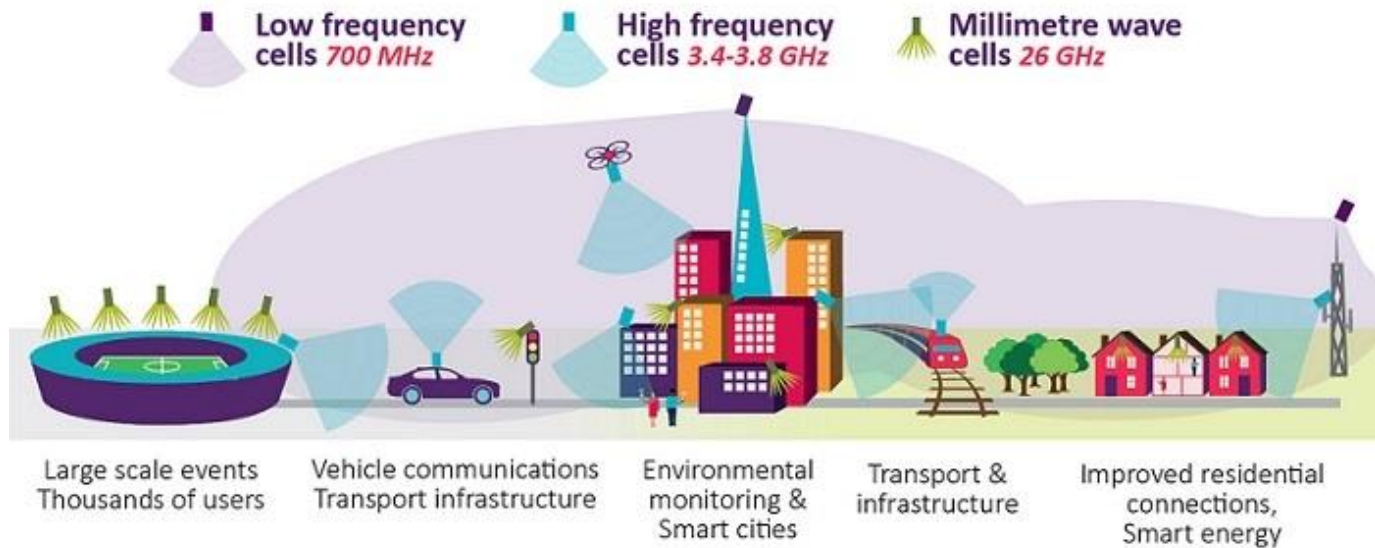 Low frequency
cells 700 MHz
High frequency
cells 3.4-3.8 GHz
Millimetre wave
cells 26 GHz
Large scale events
Thousands of users
Vehicle communications
Transport infrastructure
Environmental
monitoring &
Smart cities
Transport &
infrastructure
Improved residential
connections,
Smart energy